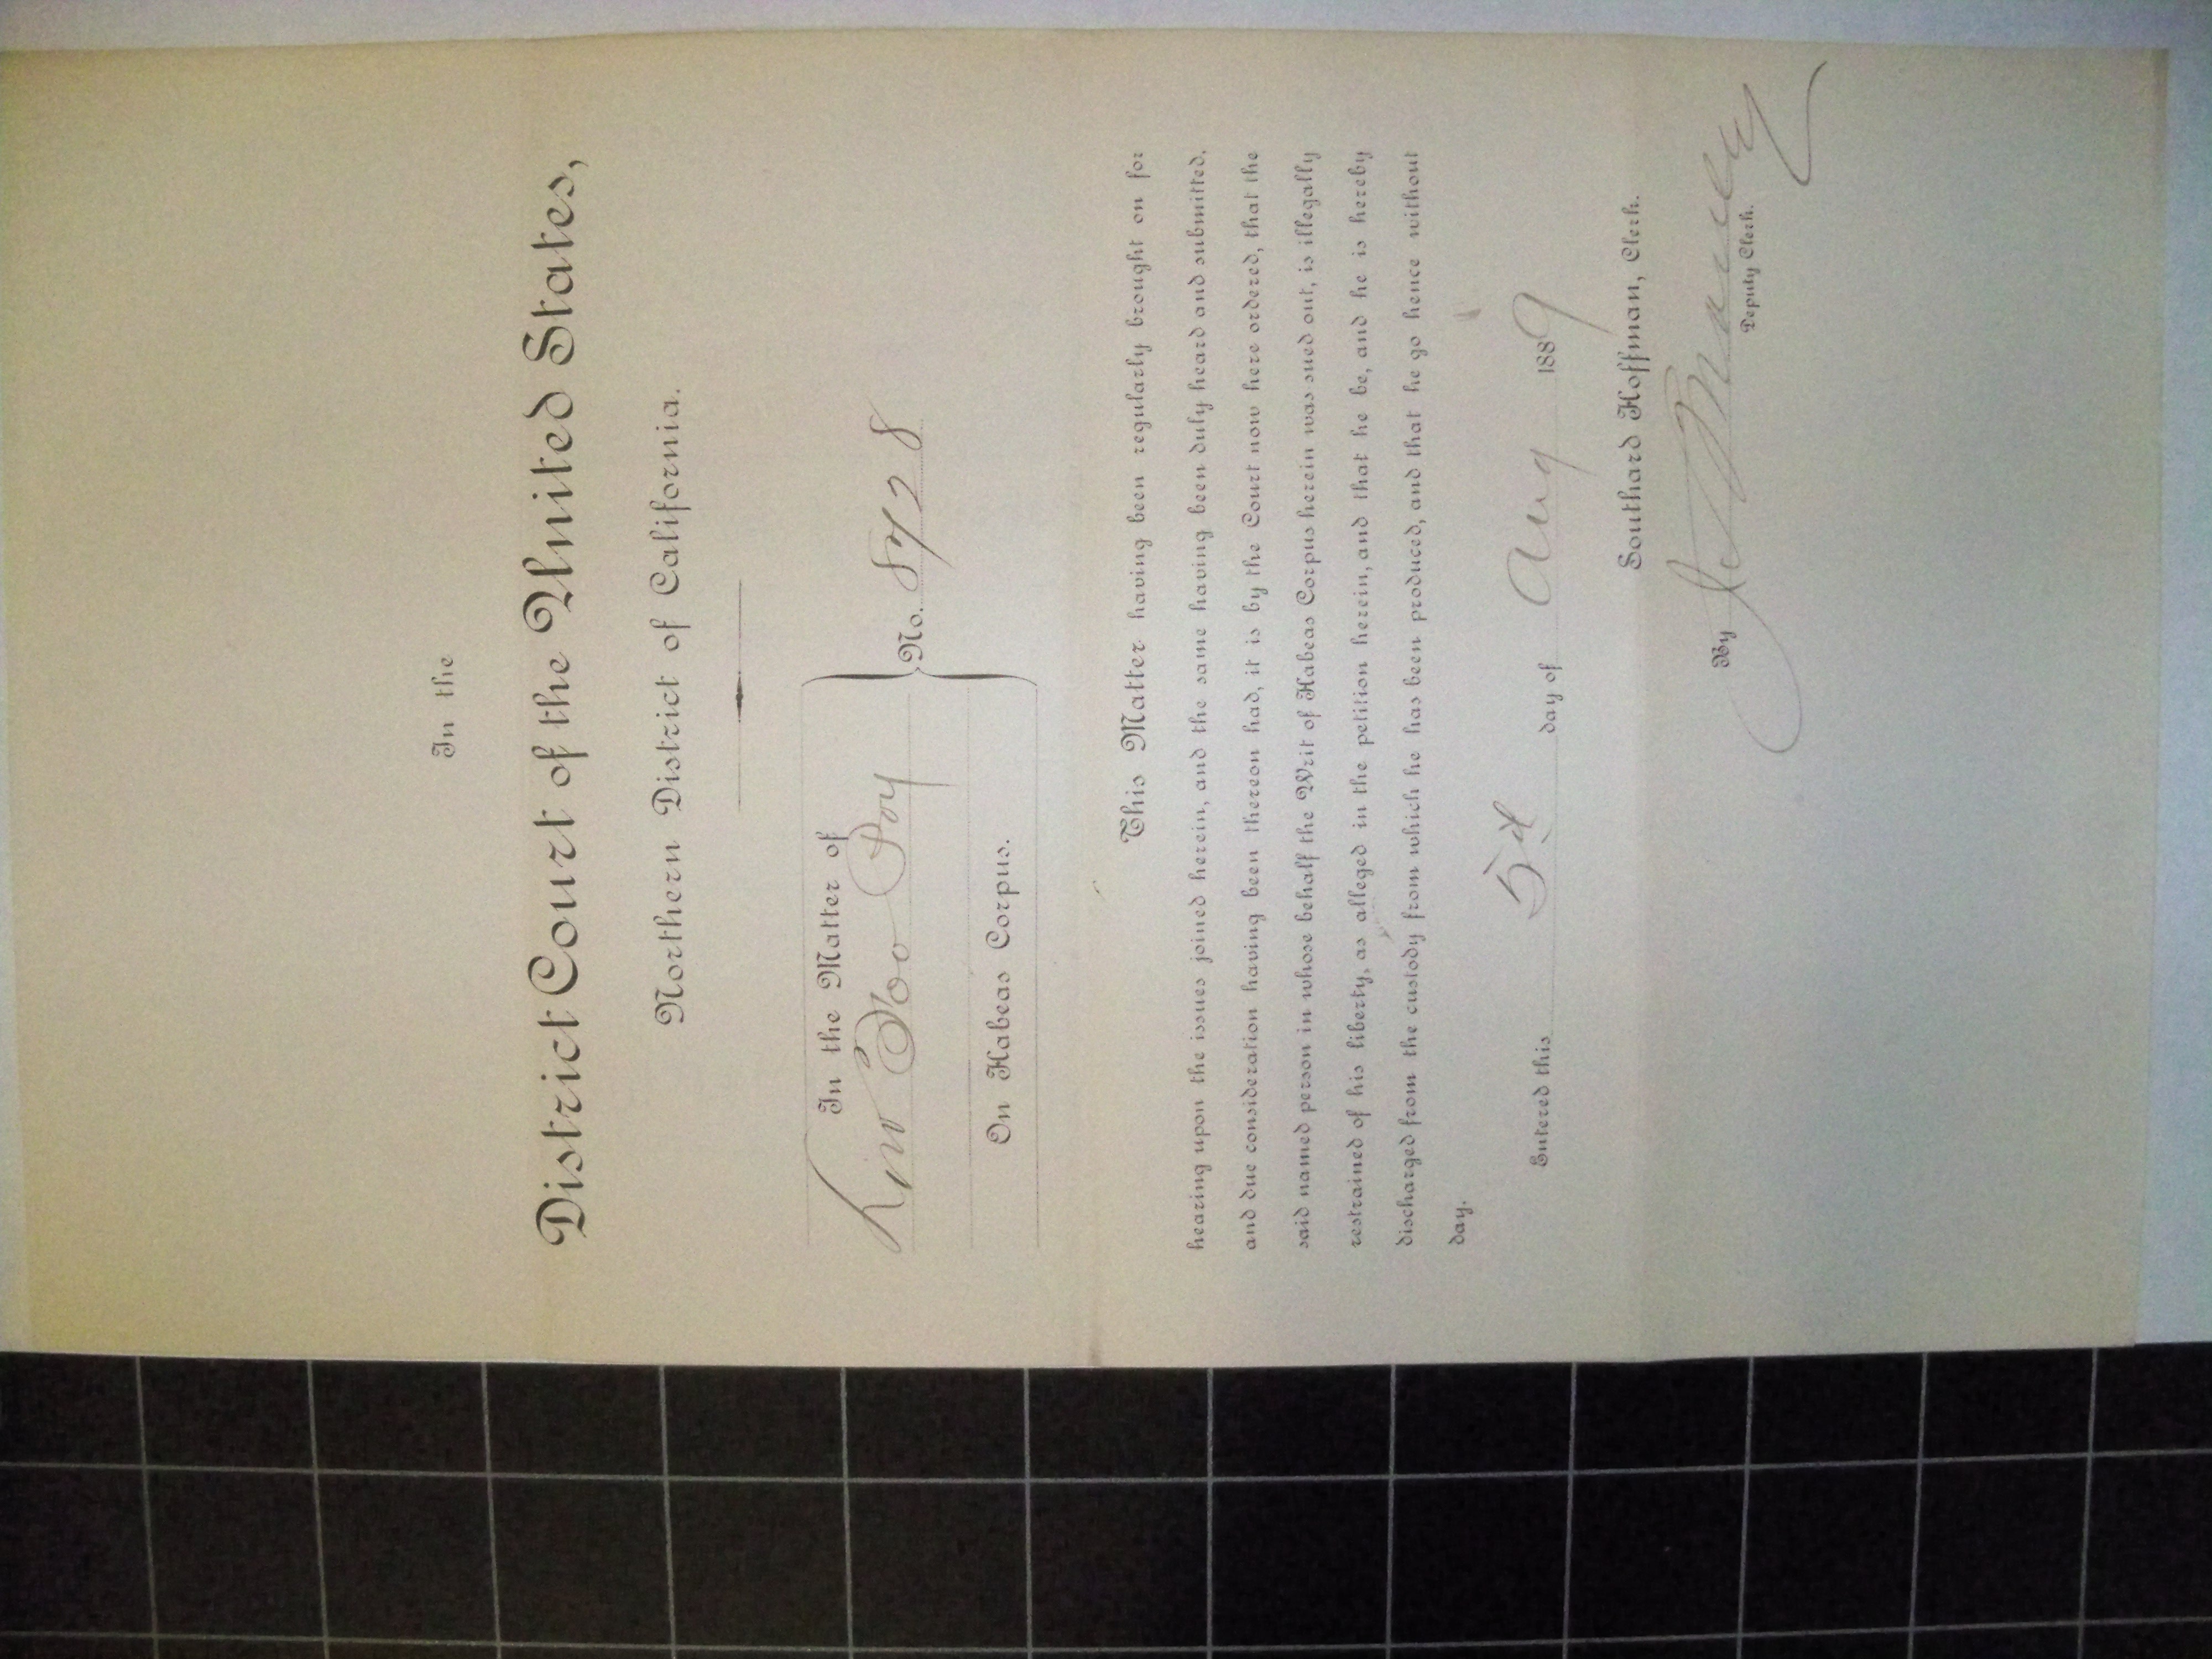 In the
District Court of the United States,
Northern District of California.
In the Matter of
On Habeas Corpus.
No. 8728
This Matter having been regularly brought on for
hearing upon the issues joined herein, and the same having been duly heard and submitted,
and due consideration having been thereon had, it is by the Court now here ordered, that the
said named person in whose behalf the Writ of Habeas Corpus herein was sued out, is illegally
restrained of his liberty, as alleged in the petition herein, and that he be, and he is hereby
discharged from the custody from which he has been produced, and that he go hence without
day.
Entered this 5th day of Aug 1889
Southard Hoffman, Clerk.
By
Deputy Clerk.